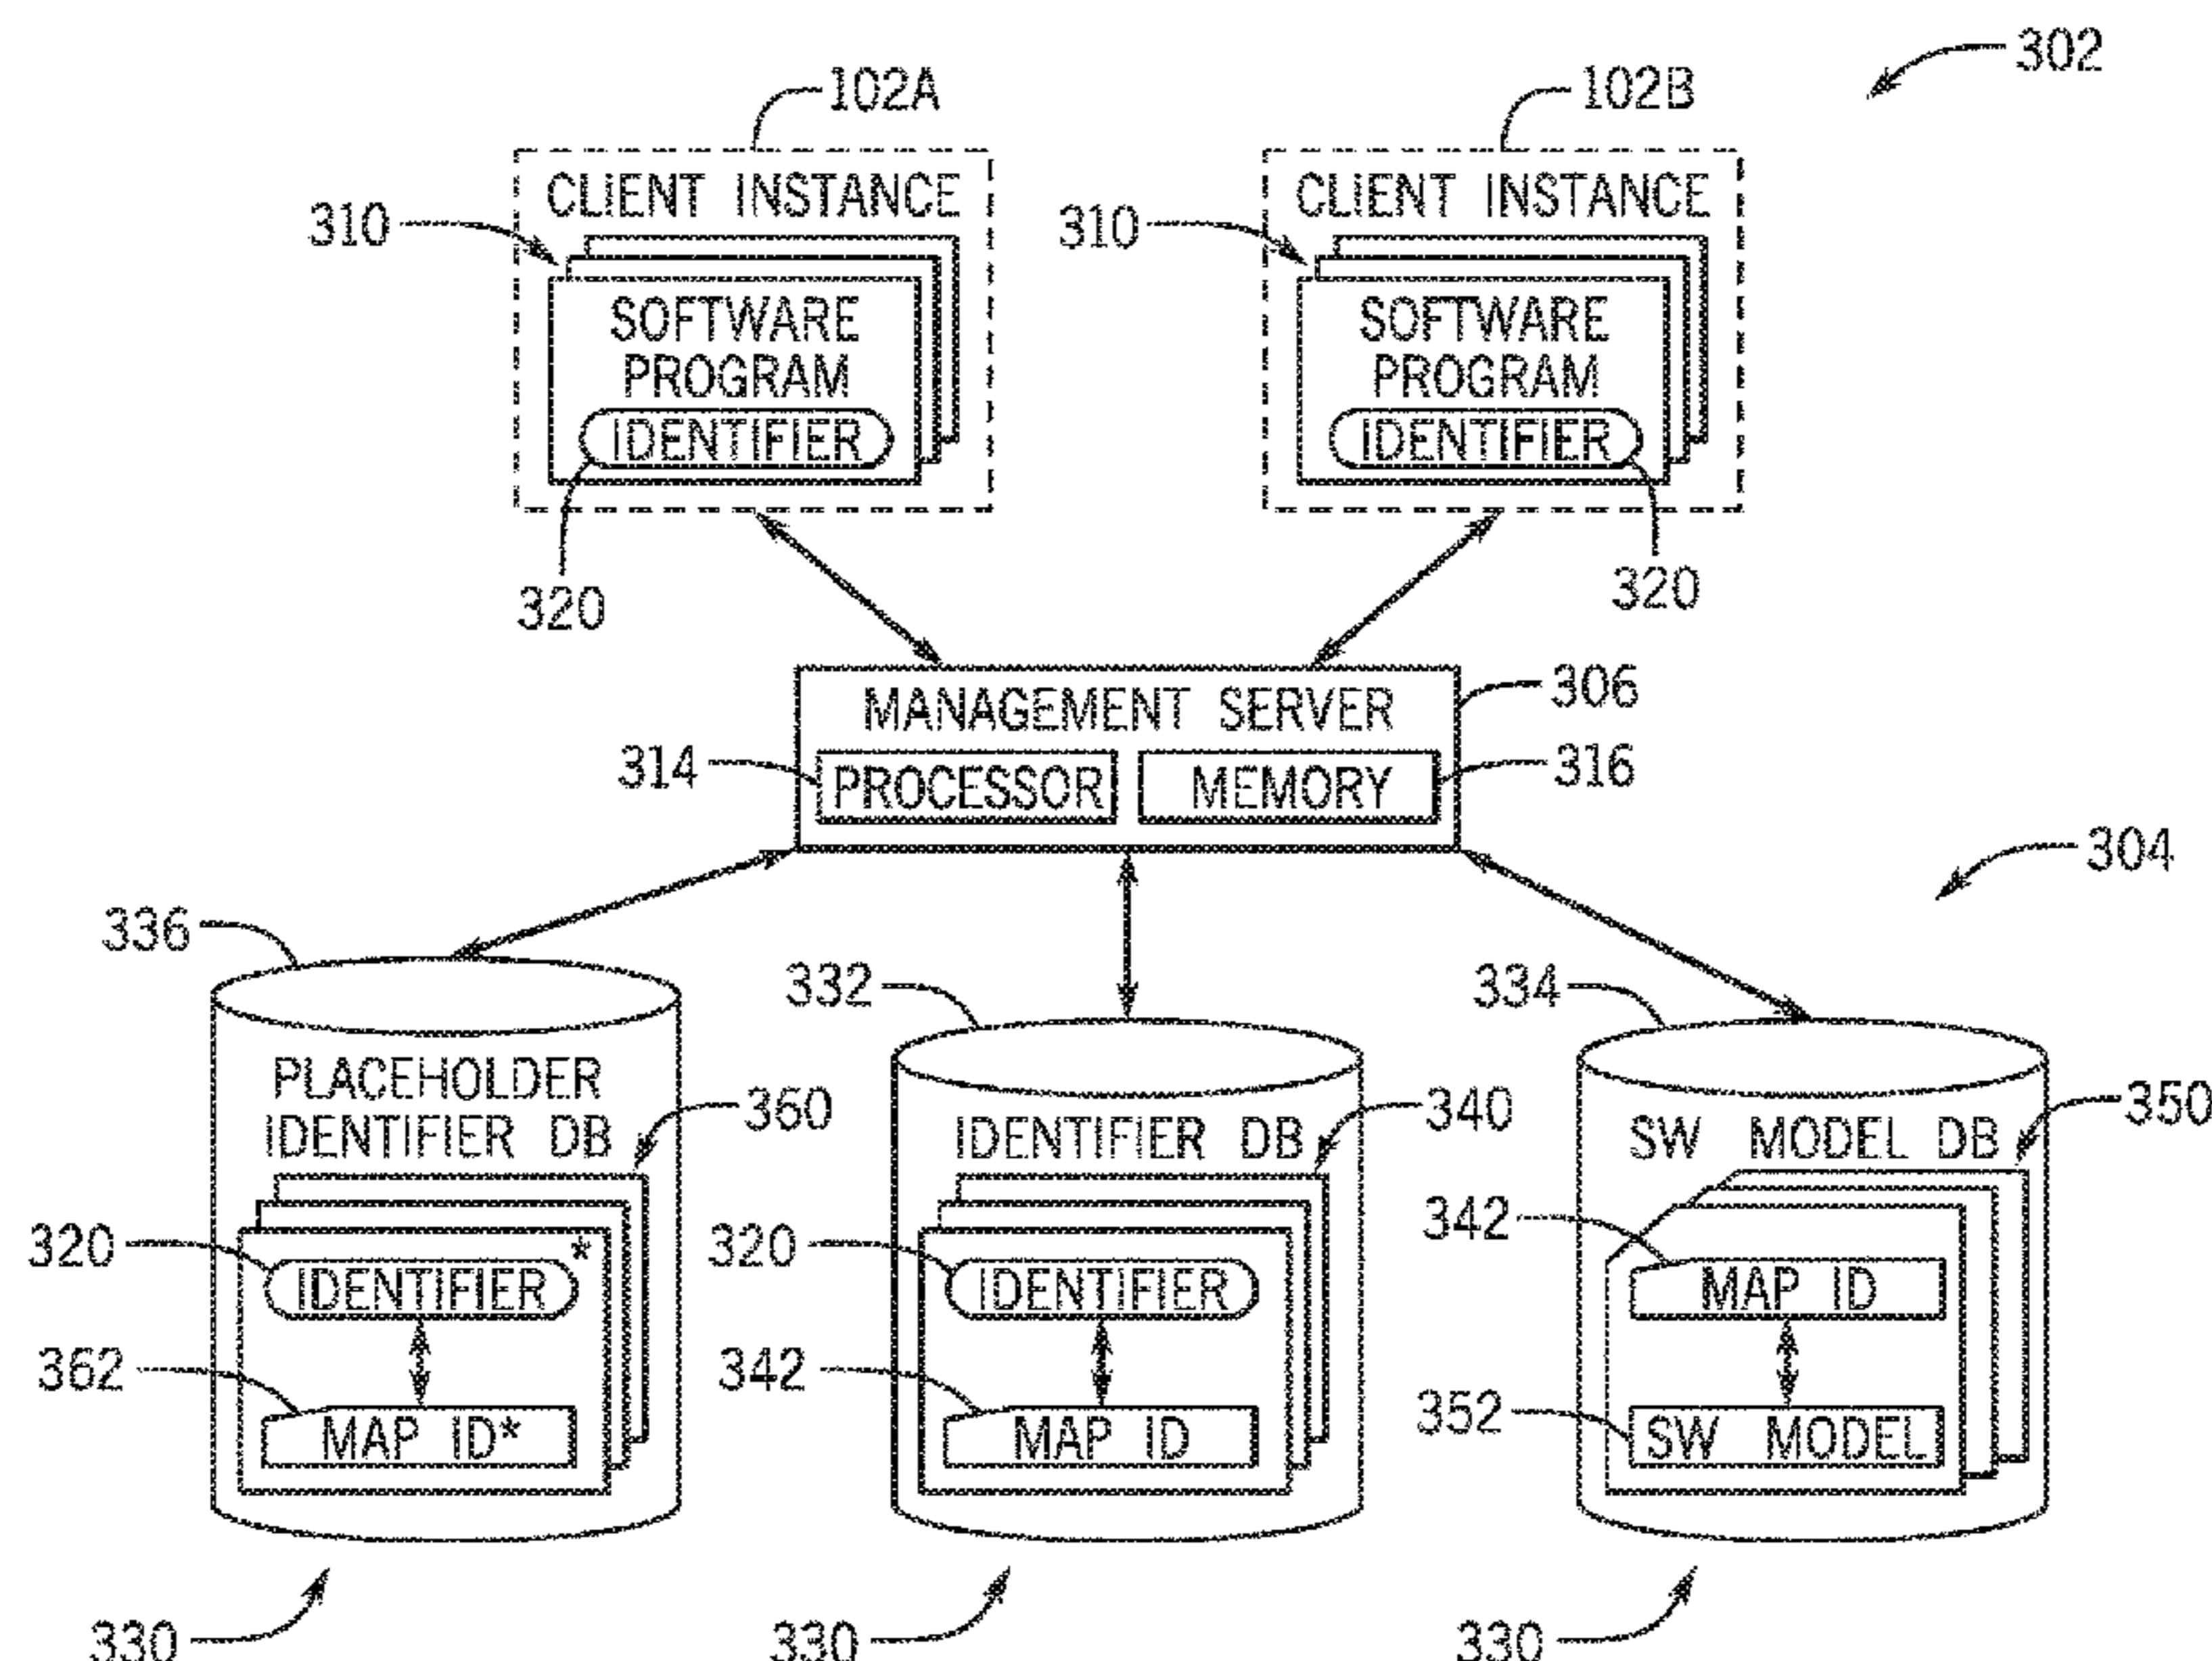 302
102A
102B
CLIENT INSTANCE
CLIENT INSTANCE
310
310
SOFTWARE
PROGRAM
IDENTIFIER
SOFTWARE
PROGRAM
IDENTIFIER
320
320
MANAGEMENT SERVER
306
314
PROCESSOR
MEMORY
316
304
336
332
334
PLACEHOLDER
IDENTIFIER DB
360
IDENTIFIER DB
340
SW MODEL DB
350
320
IDENTIFIER*
320
IDENTIFIER
342
MAP ID
362
MAP ID*
342
MAP ID
352
SW MODEL
330
330
330